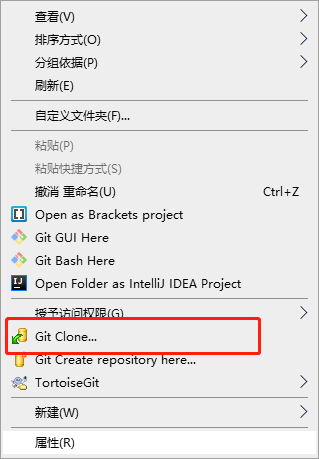 查看(V)
排序方式(O)
分组依据(P)
刷新(E)
自定义文件夹(F)...
粘贴(P)
粘贴快捷方式(S)
撤消 重命名(U) Ctrl+Z
Open as Brackets project
Git GUI Here
Git Bash Here
Open Folder as IntelliJ IDEA Project
授予访问权限(G)
Git Clone...
Git Create repository here...
TortoiseGit
新建(W)
属性(R)